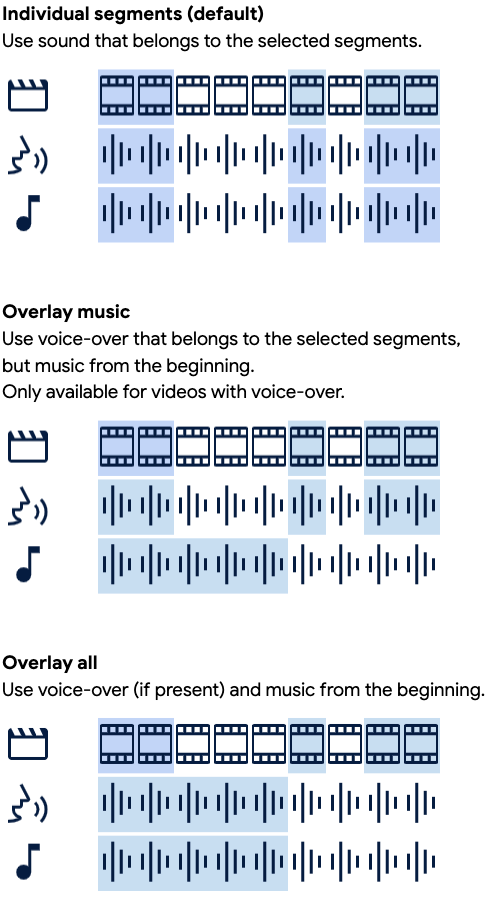 Individual segments (default)
Use sound that belongs to the selected segments.
Overlay music
Use voice-over that belongs to the selected segments,
but music from the beginning.
Only available for videos with voice-over.
Overlay all
Use voice-over (if present) and music from the beginning.